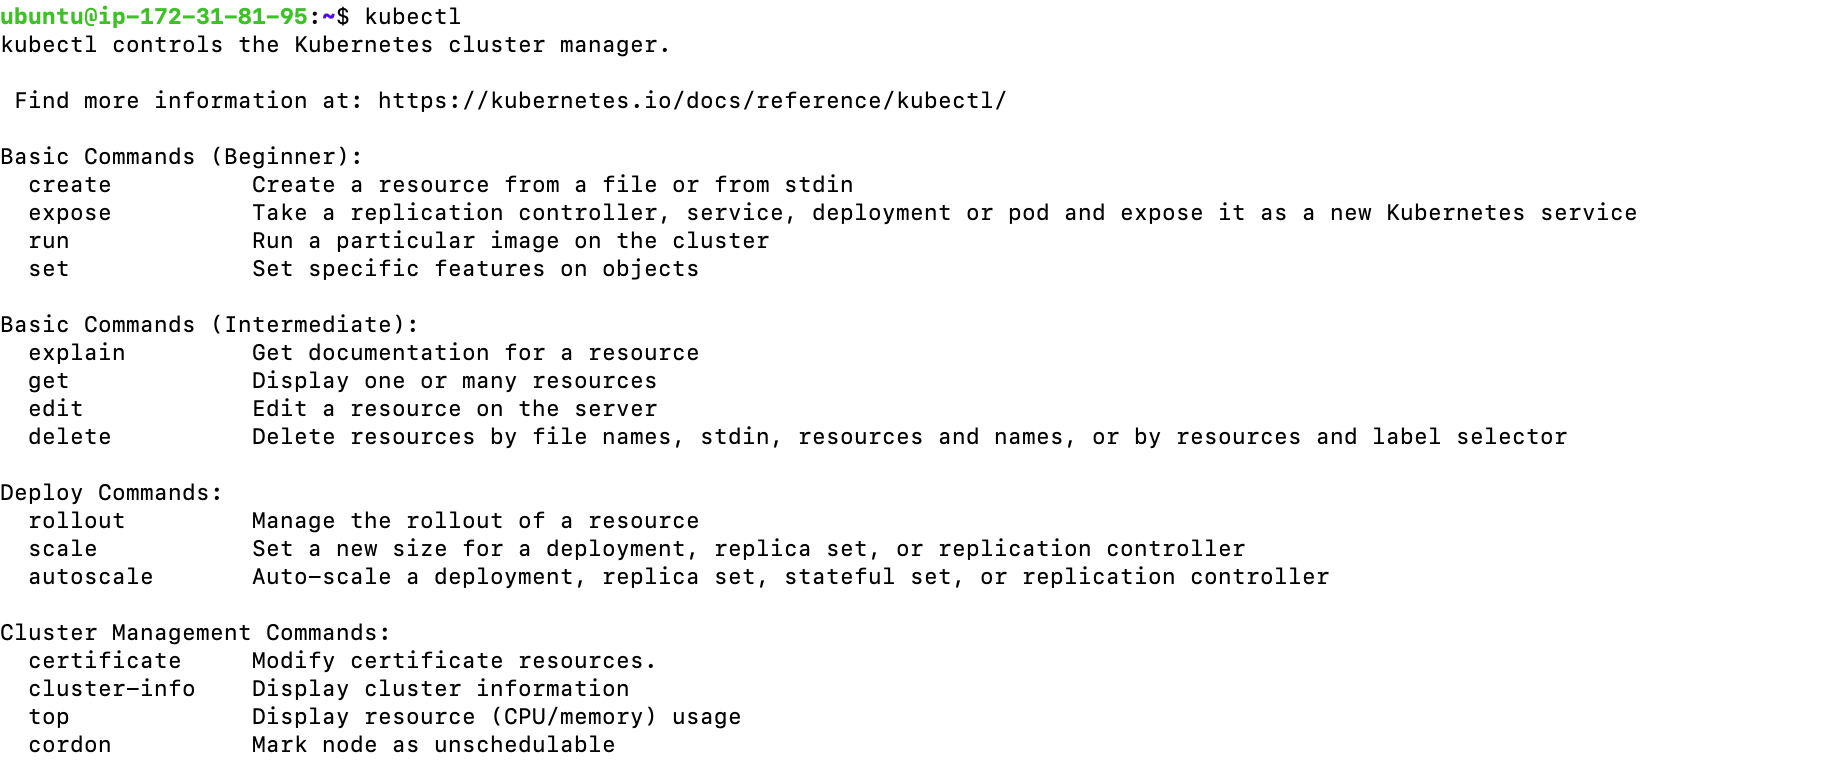 ubuntu@ip-172-31-81-95:~$ kubectl
kubectl controls the Kubernetes cluster manager.

 Find more information at: https://kubernetes.io/docs/reference/kubectl/

Basic Commands (Beginner):
  create          Create a resource from a file or from stdin
  expose          Take a replication controller, service, deployment or pod and expose it as a new Kubernetes service
  run             Run a particular image on the cluster
  set             Set specific features on objects

Basic Commands (Intermediate):
  explain         Get documentation for a resource
  get             Display one or many resources
  edit            Edit a resource on the server
  delete          Delete resources by file names, stdin, resources and names, or by resources and label selector

Deploy Commands:
  rollout         Manage the rollout of a resource
  scale           Set a new size for a deployment, replica set, or replication controller
  autoscale       Auto-scale a deployment, replica set, stateful set, or replication controller

Cluster Management Commands:
  certificate     Modify certificate resources.
  cluster-info    Display cluster information
  top             Display resource (CPU/memory) usage
  cordon          Mark node as unschedulable